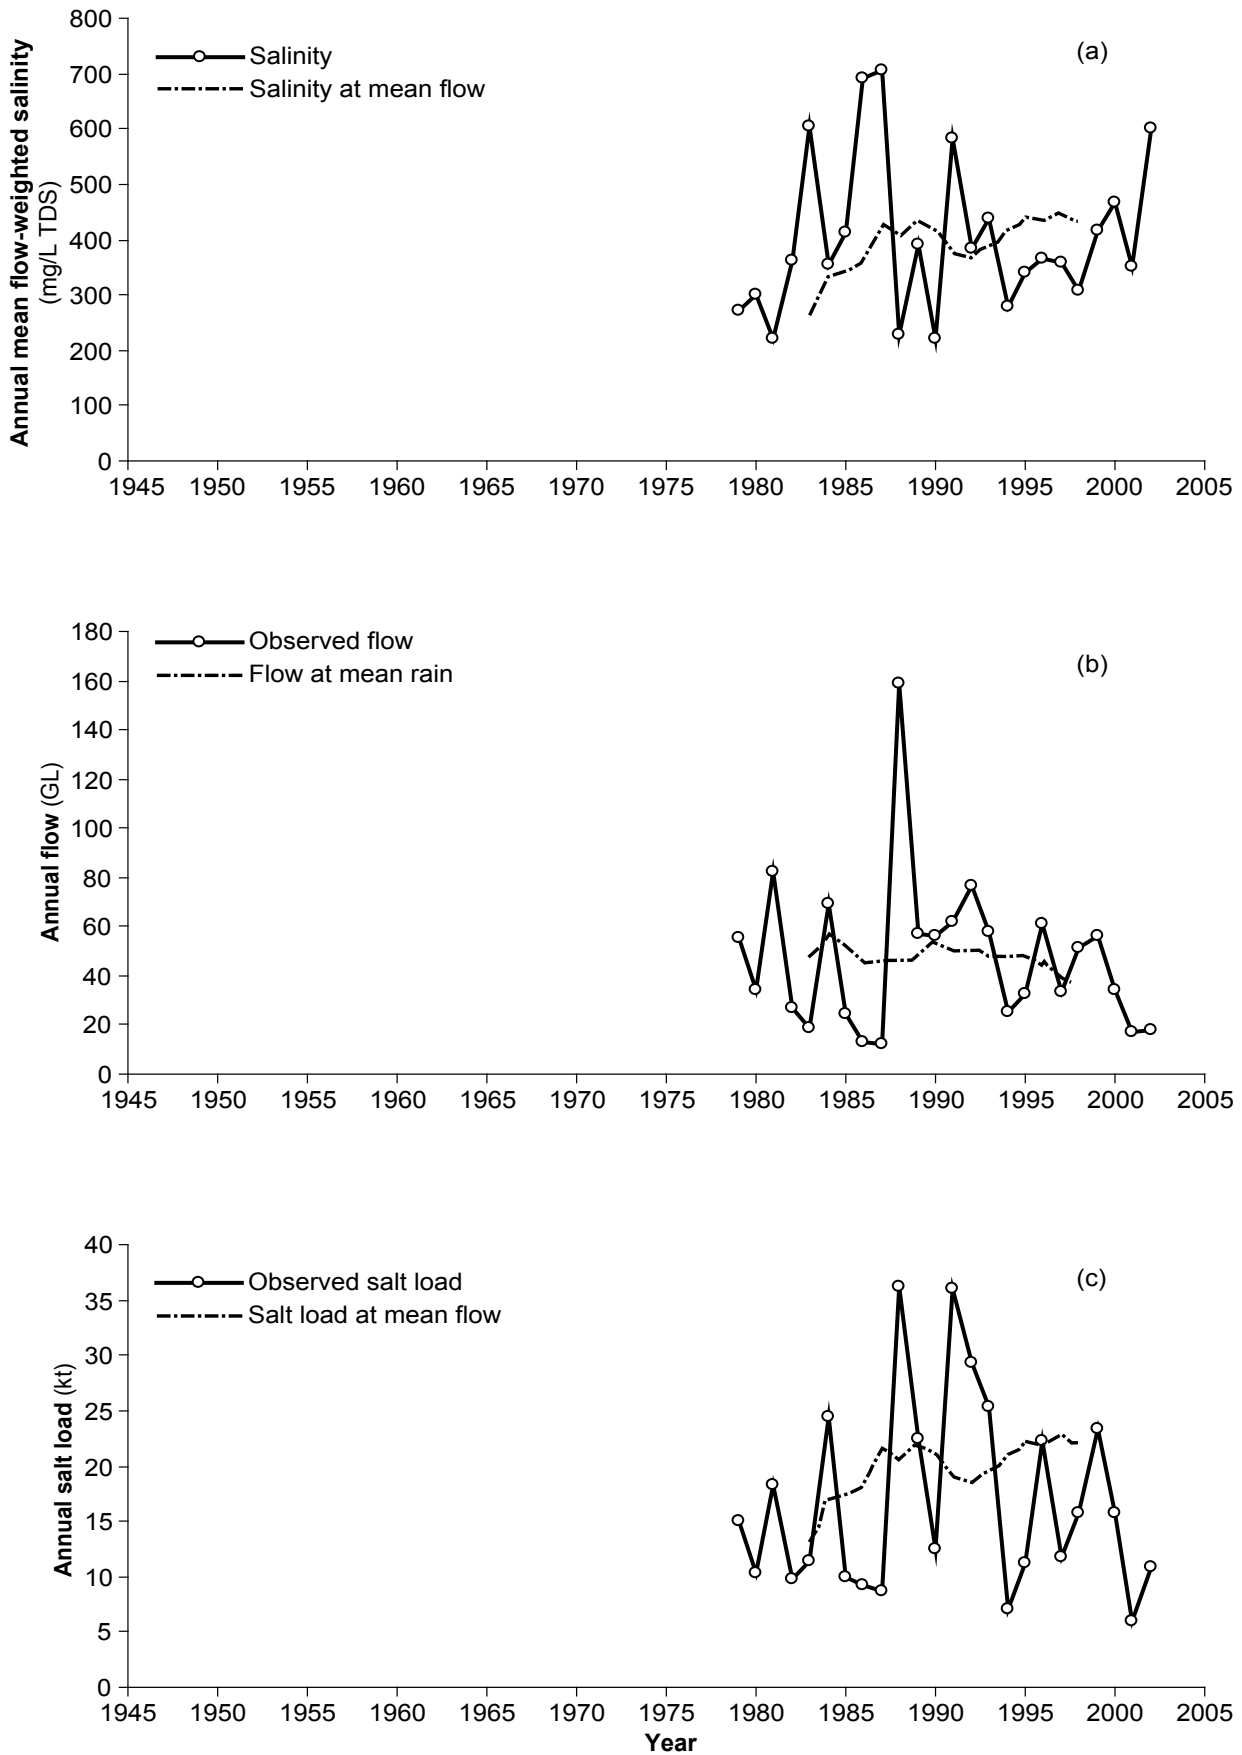 Annual mean flow-weighted salinity
(mg/L TDS)
800
700
600
500
400
300
200
100
0
Salinity
Salinity at mean flow
(a)
1945 1950 1955 1960 1965 1970 1975 1980 1985 1990 1995 2000 2005
Annual flow (GL)
180
160
140
120
100
80
60
40
20
0
Observed flow
Flow at mean rain
(b)
1945 1950 1955 1960 1965 1970 1975 1980 1985 1990 1995 2000 2005
Annual salt load (kt)
40
35
30
25
20
15
10
5
0
Observed salt load
Salt load at mean flow
(c)
1945 1950 1955 1960 1965 1970 1975 1980 1985 1990 1995 2000 2005
Year